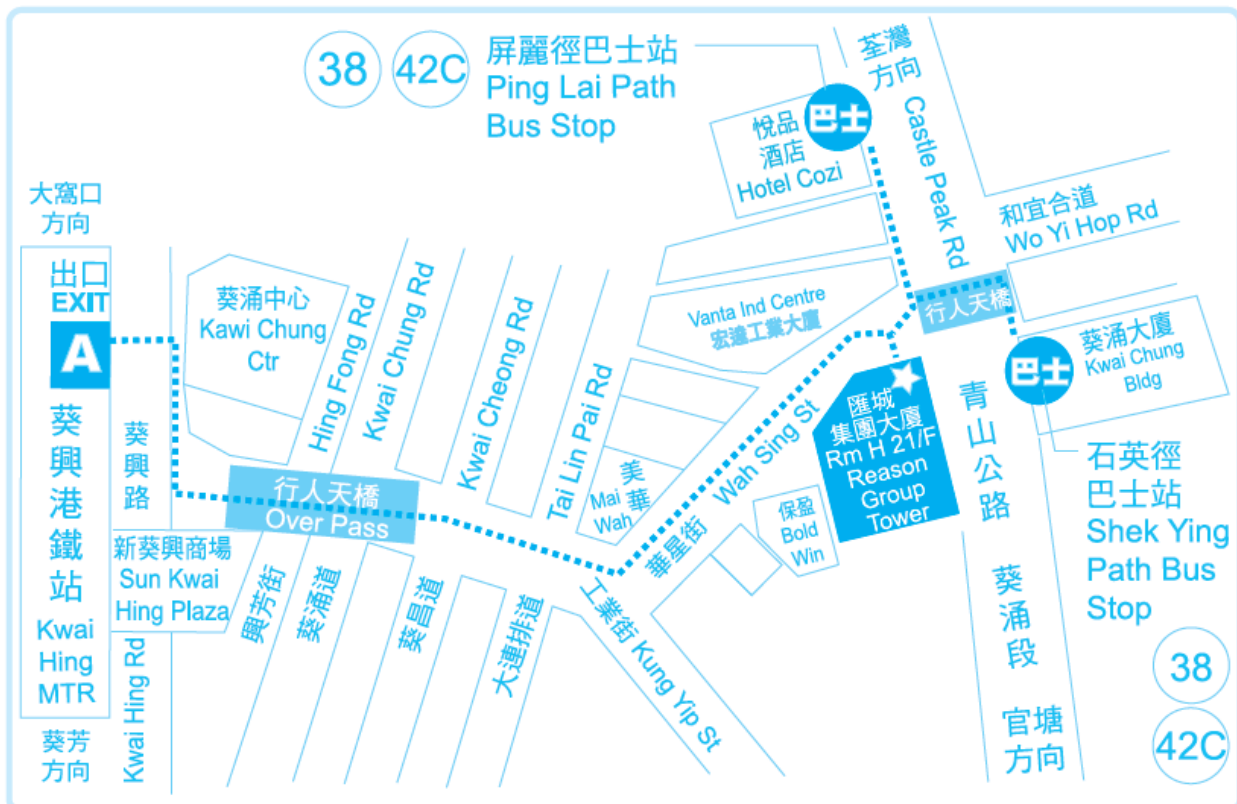 38
42C
屏麗徑巴士站
Ping Lai Path
Bus Stop
荃灣
方向
Castle Peak Rd
巴士
悅品
酒店
Hotel Cozi
和宜合道
Wo Yi Hop Rd
大窩口
方向
出口
EXIT
A
葵興港鐵站
Kwai
Hing
MTR
葵芳
方向
葵興路
Kwai Hing Rd
葵涌中心
Kawi Chung
Ctr
Hing Fong Rd
Kwai Chung Rd
Kwai Cheong Rd
Tai Lin Pai Rd
行人天橋
Over Pass
新葵興商場
Sun Kwai
Hing Plaza
興芳街
葵涌道
葵昌道
大連排道
工業街 Kung Yip St
美華
Mai
Wah
Vanta Ind Centre
宏達工業大廈
華星街
Wah Sing St
保盈
Bold
Win
匯城
集團大廈
Rm H 21/F
Reason
Group
Tower
行人天橋
巴士
葵涌大廈
Kwai Chung
Bldg
青山公路
葵涌段
官塘
方向
石英徑
巴士站
Shek Ying
Path Bus
Stop
38
42C